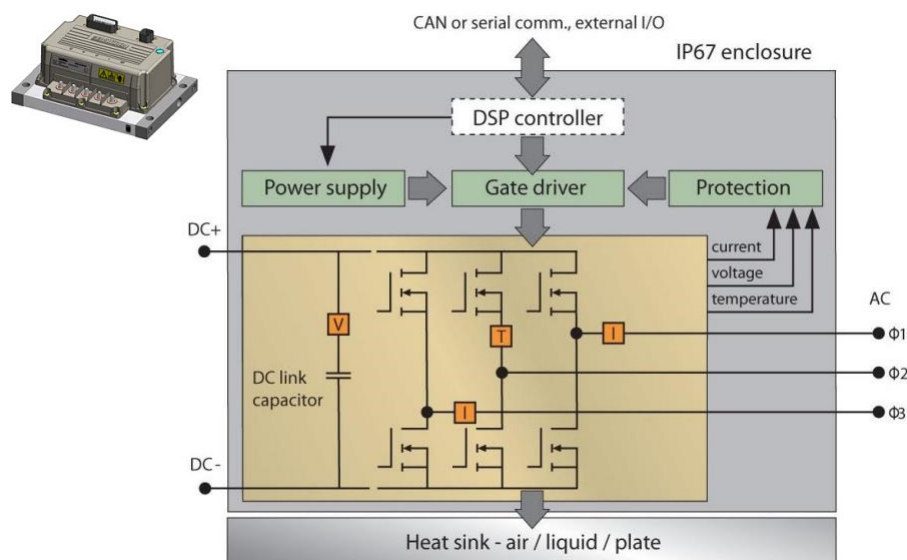 CAN or serial comm., external I/O
IP67 enclosure
DSP controller
Power supply
Gate driver
Protection
DC+
current
voltage
temperature
AC
V
T
I
Φ1
Φ2
DC link
capacitor
I
Φ3
DC-
Heat sink - air / liquid / plate